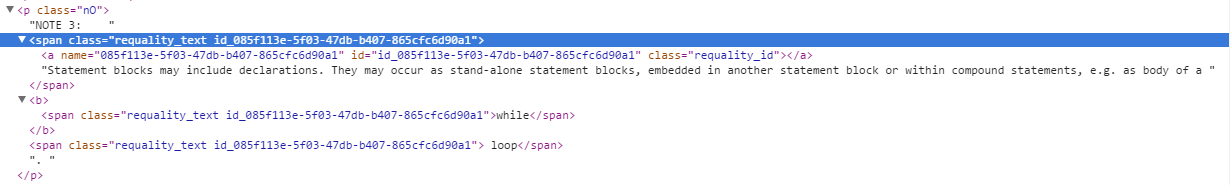 <p class="nO">
"NOTE 3:    "
<span class="requality_text id_085f113e-5f03-47db-b407-865cfc6d90a1">
<a name="085f113e-5f03-47db-b407-865cfc6d90a1" id="id_085f113e-5f03-47db-b407-865cfc6d90a1" class="requality_id"></a>
"Statement blocks may include declarations. They may occur as stand-alone statement blocks, embedded in another statement block or within compound statements, e.g. as body of a "
</span>
<b>
<span class="requality_text id_085f113e-5f03-47db-b407-865cfc6d90a1">while</span>
</b>
<span class="requality_text id_085f113e-5f03-47db-b407-865cfc6d90a1"> loop</span>
". "
</p>